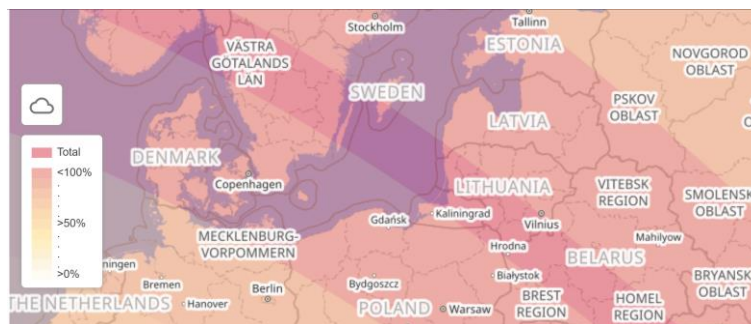 Stockholm
Tallinn
VÄSTRA
GÖTALANDS
LÄN
ESTONIA
NOVGOROD
OBLAST
SWEDEN
PSKOV
OBLAST
LATVIA
Total
<100%
>50%
>0%
DENMARK
Copenhagen
LITHUANIA
VITEBSK
REGION
SMOLENSK
OBLAST
Gdańsk
Kaliningrad
Vilnius
MECKLENBURG-
VORPOMMERN
Hrodna
Mahilyow
BELARUS
ningen
Bremen
Berlin
Bydgoszcz
Białystok
BRYANSK
OBLAST
THE NETHERLANDS
Hanover
POLAND
Warsaw
BREST
REGION
HOMEL
REGION